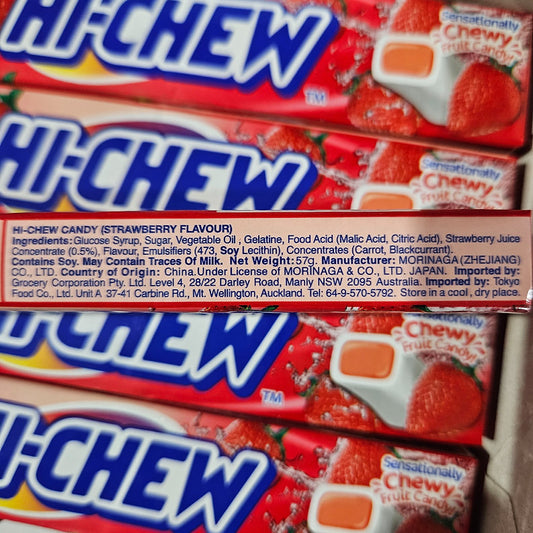 HI-CHEW
TM
Sensationally
Chewy
Fruit Candy!
HI-CHEW
Sensationally
Chewy
HI-CHEW CANDY (STRAWBERRY FLAVOUR)
Ingredients: Glucose Syrup, Sugar, Vegetable Oil , Gelatine, Food Acid (Malic Acid, Citric Acid), Strawberry Juice
Concentrate (0.5%), Flavour, Emulsifiers (473, Soy Lecithin), Concentrates (Carrot, Blackcurrant).
Contains Soy. May Contain Traces Of Milk. Net Weight: 57g. Manufacturer: MORINAGA (ZHEJIANG)
CO., LTD. Country of Origin: China.Under License of MORINAGA & CO., LTD. JAPAN. Imported by:
Grocery Corporation Pty. Ltd. Level 4, 28/22 Darley Road, Manly NSW 2095 Australia. Imported by: Tokyo
Food Co., Ltd. Unit A 37-41 Carbine Rd., Mt. Wellington, Auckland. Tel: 64-9-570-5792. Store in a cool, dry place.
HI-CHEW
TM
Sensationally
Chewy
Fruit Candy!
HI-CHEW
Sensationally
Chewy
Fruit Candy!